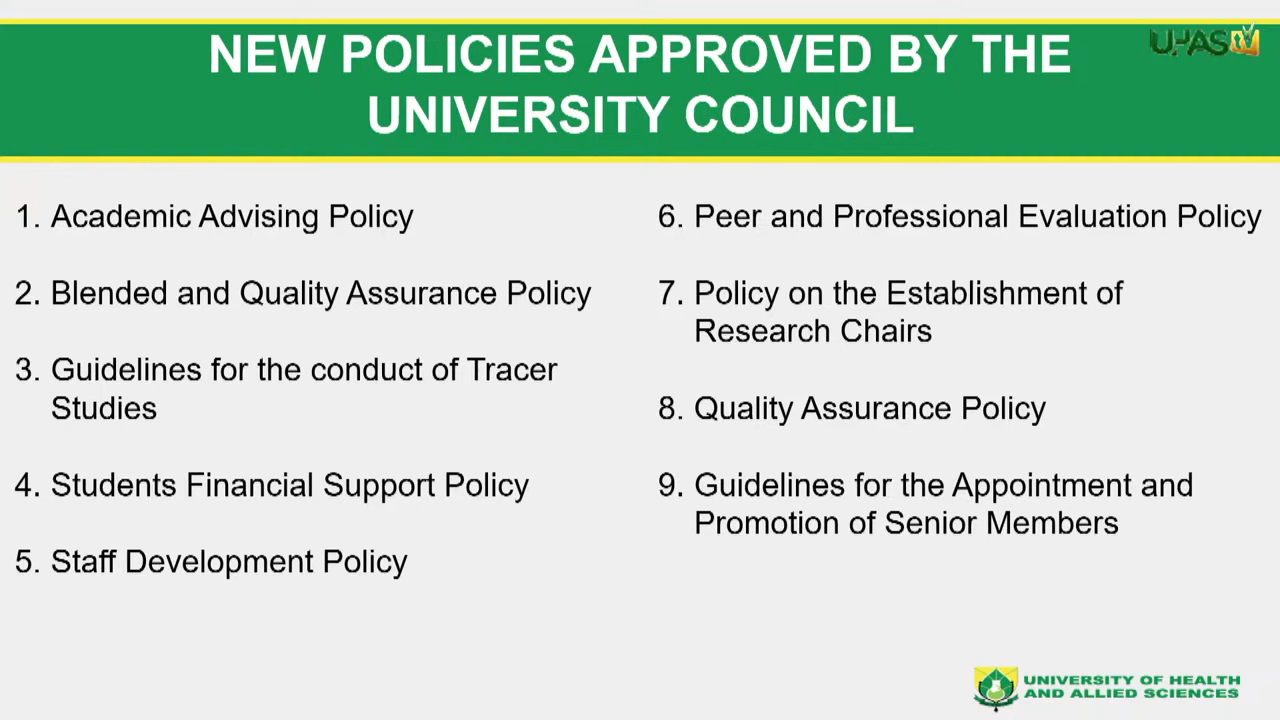 UHAS TV
NEW POLICIES APPROVED BY THE
UNIVERSITY COUNCIL
1. Academic Advising Policy
2. Blended and Quality Assurance Policy
3. Guidelines for the conduct of Tracer
Studies
4. Students Financial Support Policy
5. Staff Development Policy
6. Peer and Professional Evaluation Policy
7. Policy on the Establishment of
Research Chairs
8. Quality Assurance Policy
9. Guidelines for the Appointment and
Promotion of Senior Members
UNIVERSITY OF HEALTH
AND ALLIED SCIENCES